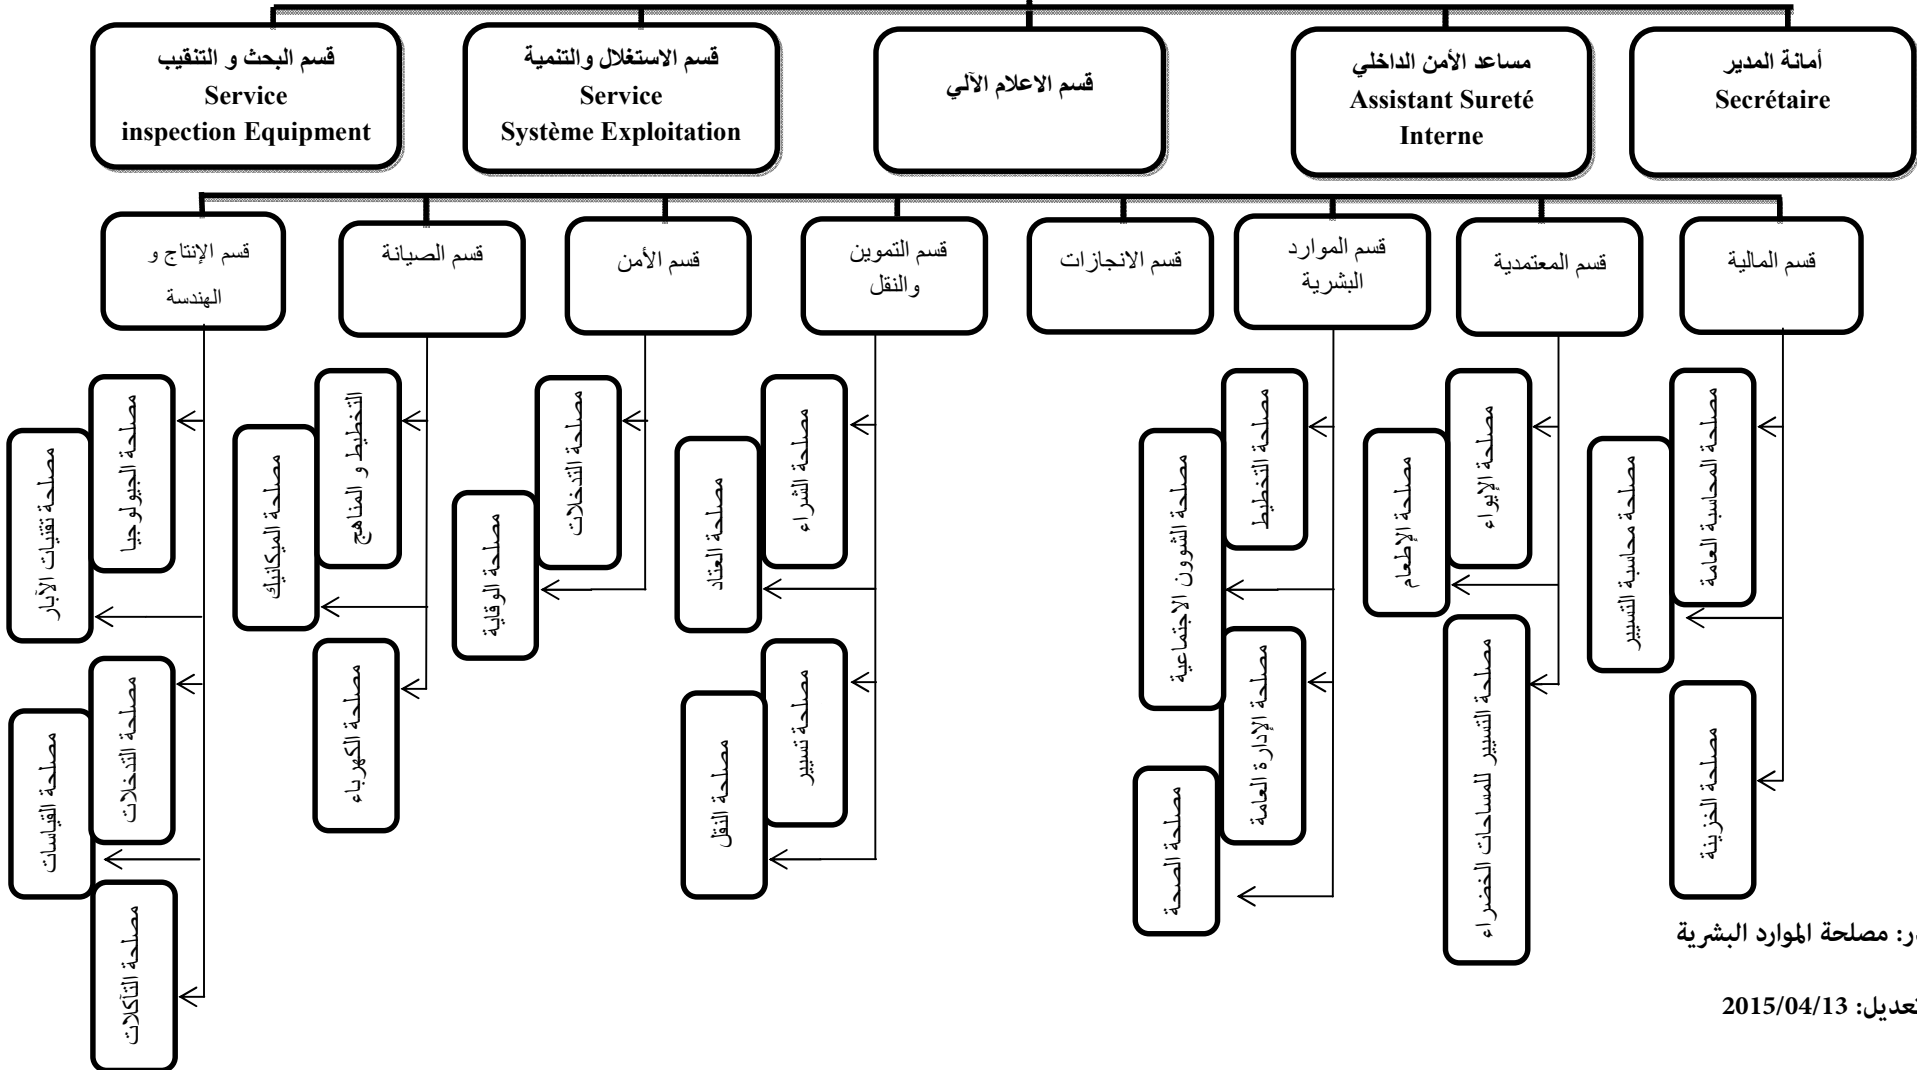 أمانة المدير
Secrétaire
مساعد الأمن الداخلي
Assistant Sureté
Interne
قسم الاعلام الآلي
قسم الاستغلال والتنمية
Service
Système Exploitation
قسم البحث و التنقيب
Service
inspection Equipment
قسم المالية
قسم المعتمدية
قسم الموارد
البشرية
قسم الانجازات
قسم التموين
والنقل
قسم الأمن
قسم الصيانة
قسم الإنتاج و
الهندسة
مصلحة المحاسبة العامة
مصلحة محاسبة التسيير
مصلحة الخزينة
مصلحة الإيواء
مصلحة الإطعام
مصلحة التسيير للمساحات الخضراء
مصلحة التخطيط
مصلحة الشوون الاجتماعية
مصلحة الإدارة العامة
مصلحة الصحة
مصلحة الشراء
مصلحة العتاد
مصلحة تسيير
مصلحة النقل
مصلحة التدخلات
مصلحة الوقاية
التخطيط و المناهج
مصلحة الميكانيك
مصلحة الكهرباء
مصلحة الجيولوجيا
مصلحة تقنيات الآبار
مصلحة التدخلات
مصلحة القياسات
مصلحة التآكلات
ر: مصلحة الموارد البشرية
تعديل: 2015/04/13